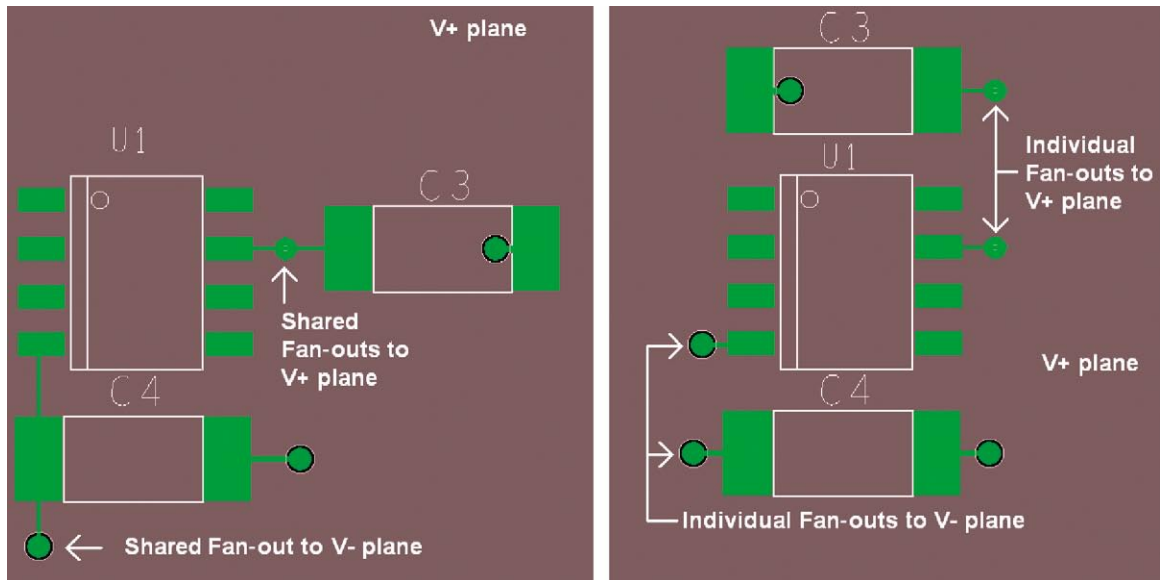 V+ plane
U1
C3
Shared
Fan-outs to
V+ plane
C4
Shared Fan-out to V- plane
C3
Individual
Fan-outs to
V+ plane
U1
V+ plane
C4
Individual Fan-outs to V- plane